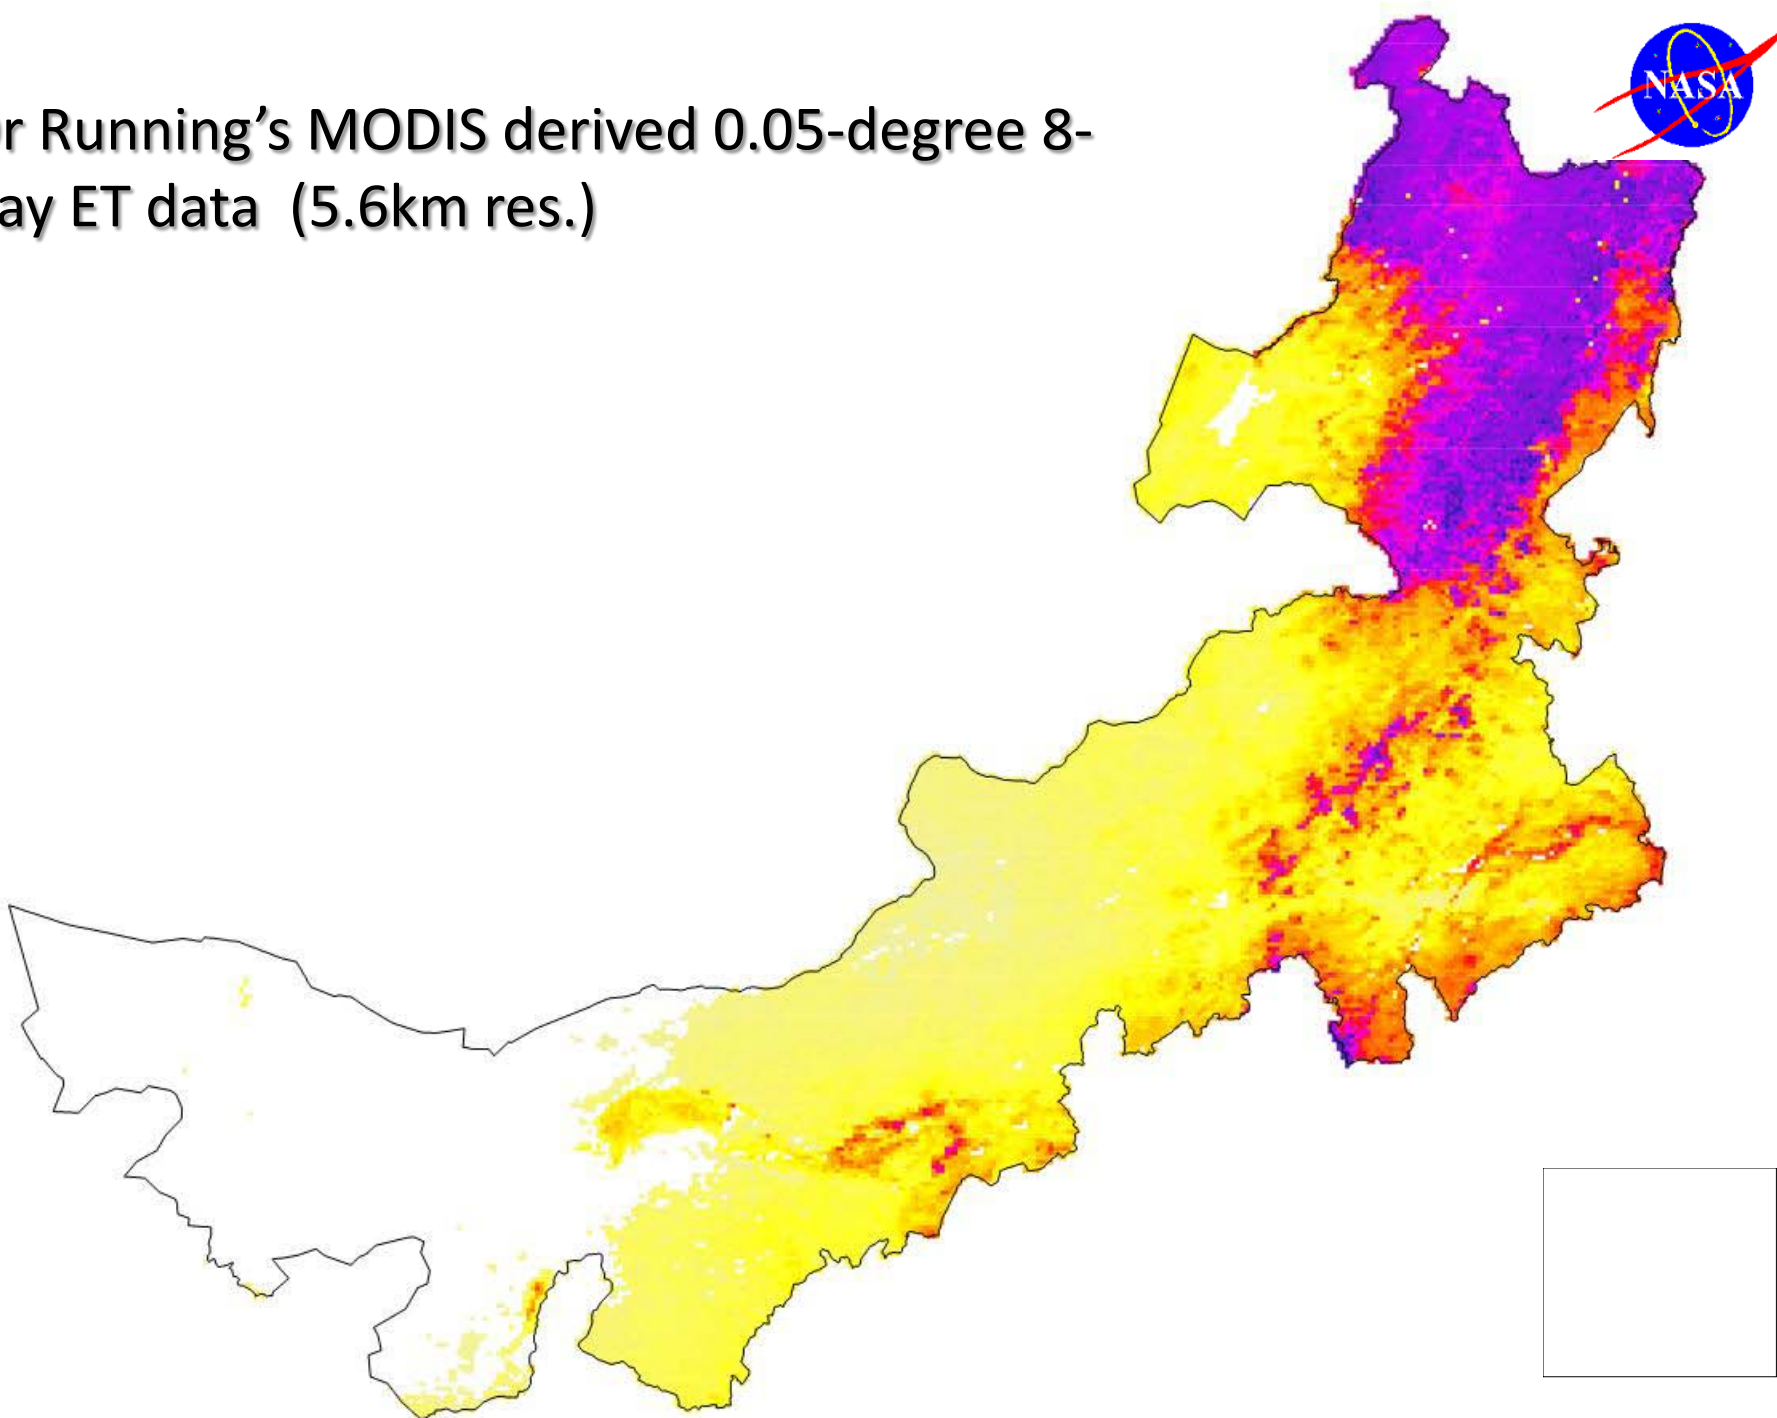 r Running’s MODIS derived 0.05-degree 8-
ay ET data (5.6km res.)
NASA